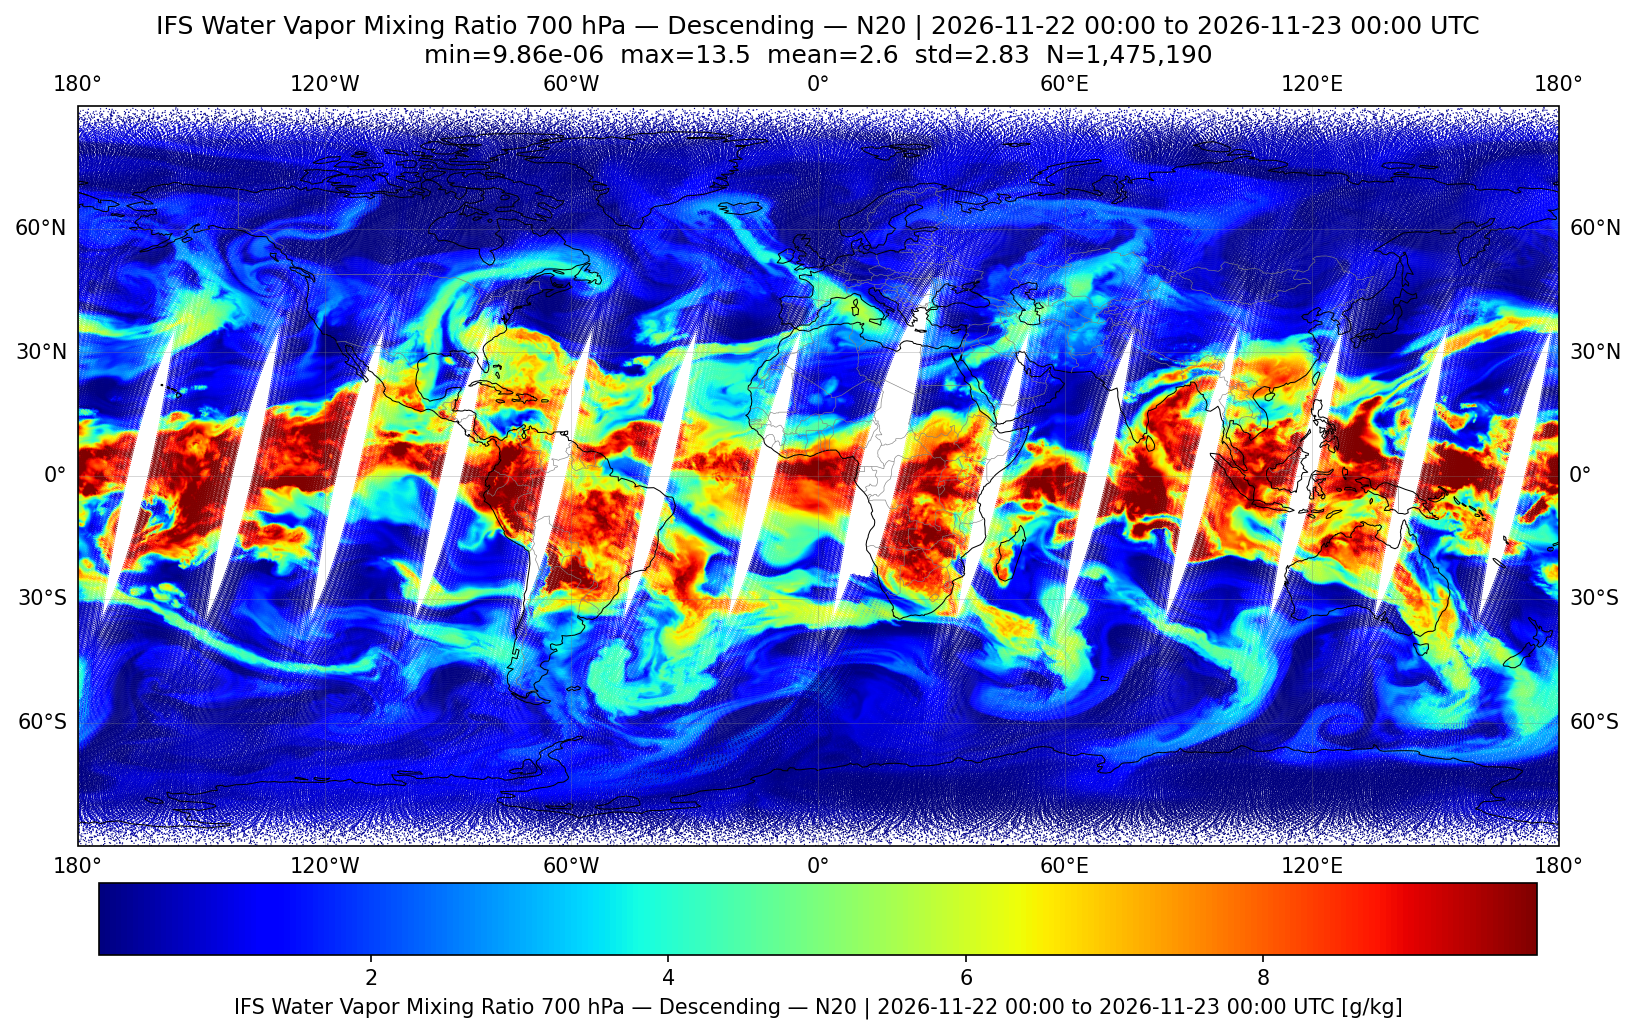 IFS Water Vapor Mixing Ratio 700 hPa — Descending — N20 | 2026-11-22 00:00 to 2026-11-23 00:00 UTC
min=9.86e-06 max=13.5 mean=2.6 std=2.83 N=1,475,190
180° 120°W 60°W 0° 60°E 120°E 180°
60°N 60°N
30°N 30°N
0° 0°
30°S 30°S
60°S 60°S
180° 120°W 60°W 0° 60°E 120°E 180°
2 4 6 8
IFS Water Vapor Mixing Ratio 700 hPa — Descending — N20 | 2026-11-22 00:00 to 2026-11-23 00:00 UTC [g/kg]